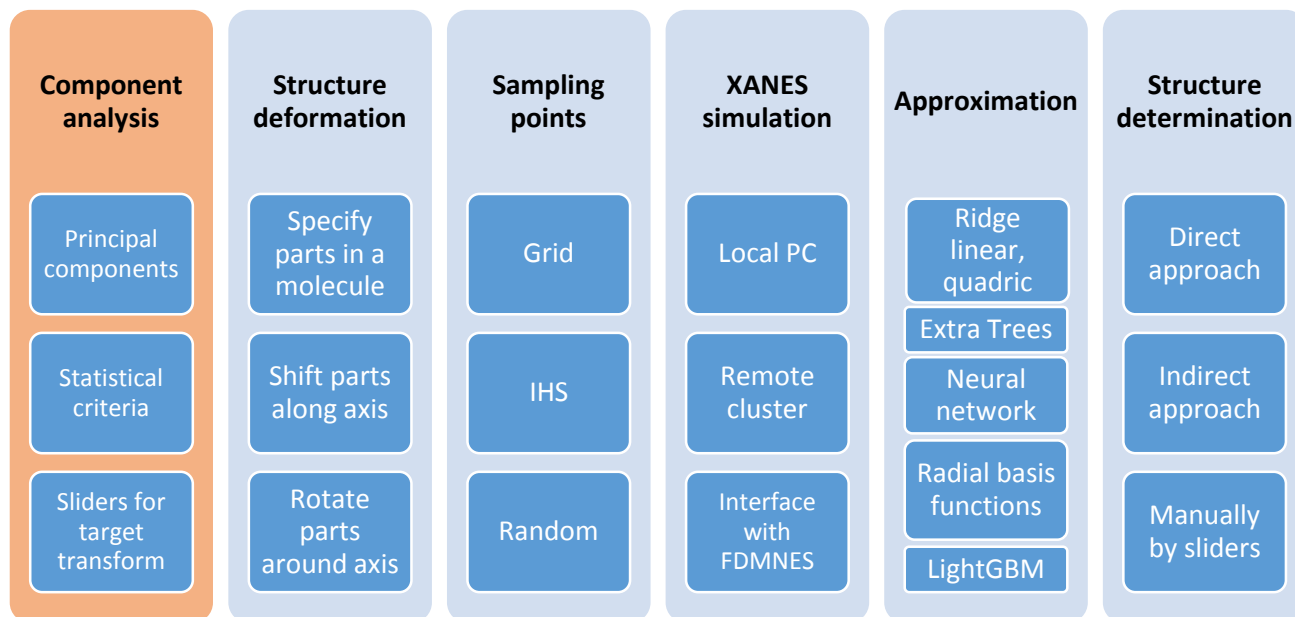 Component
analysis
Principal
components
Statistical
criteria
Sliders for
target
transform
Structure
deformation
Specify
parts in a
molecule
Shift parts
along axis
Rotate
parts
around axis
Sampling
points
Grid
IHS
Random
XANES
simulation
Local PC
Remote
cluster
Interface
with
FDMNES
Approximation
Ridge
linear,
quadric
Extra Trees
Neural
network
Radial basis
functions
LightGBM
Structure
determination
Direct
approach
Indirect
approach
Manually
by sliders